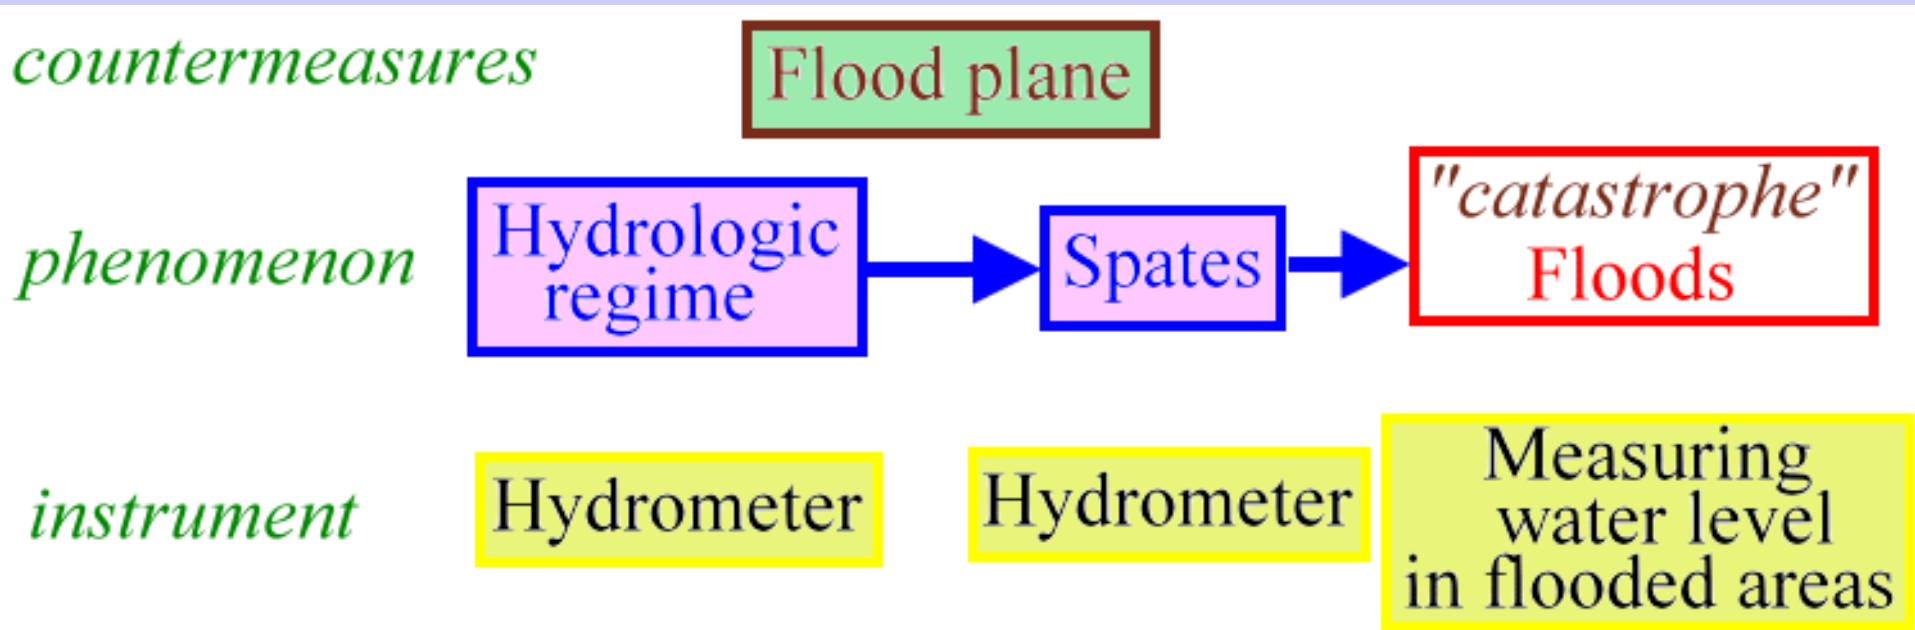 countermeasures
Flood plane
phenomenon
Hydrologic
regime
Spates
"catastrophe"
Floods
instrument
Hydrometer
Hydrometer
Measuring
water level
in flooded areas